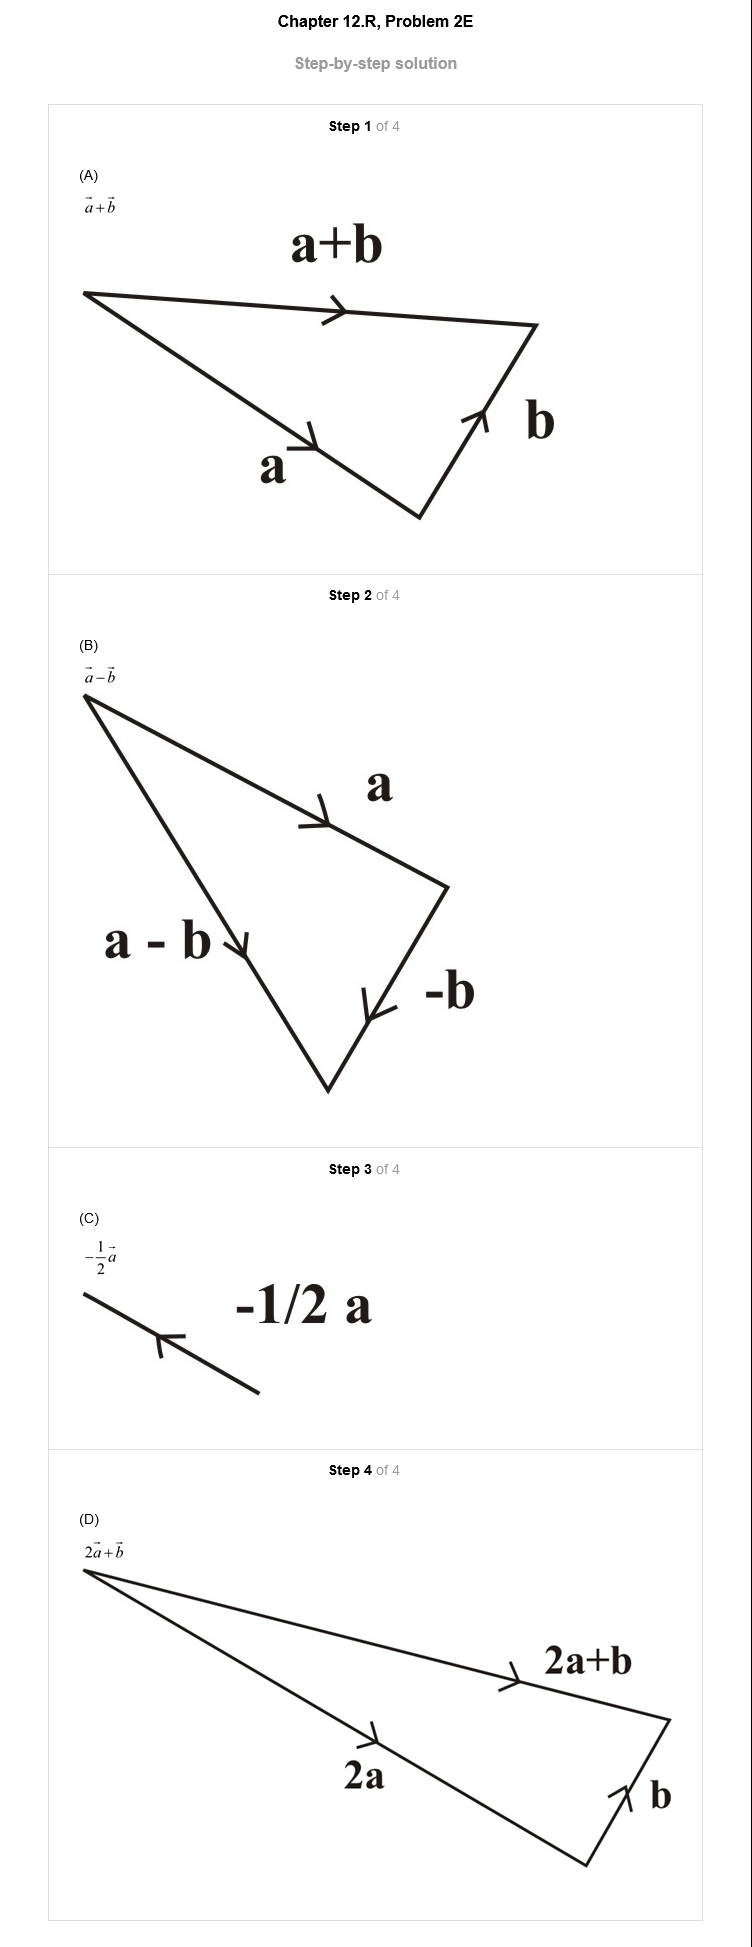 Chapter 12.R, Problem 2E
Step-by-step solution
Step 1 of 4
(A)
$\vec{a}+\vec{b}$
a+b
b
a
Step 2 of 4
(B)
$\vec{a}-\vec{b}$
a
a - b
-b
Step 3 of 4
(C)
$-\frac{1}{2}\vec{a}$
-1/2 a
Step 4 of 4
(D)
$2\vec{a}+\vec{b}$
2a+b
2a
b